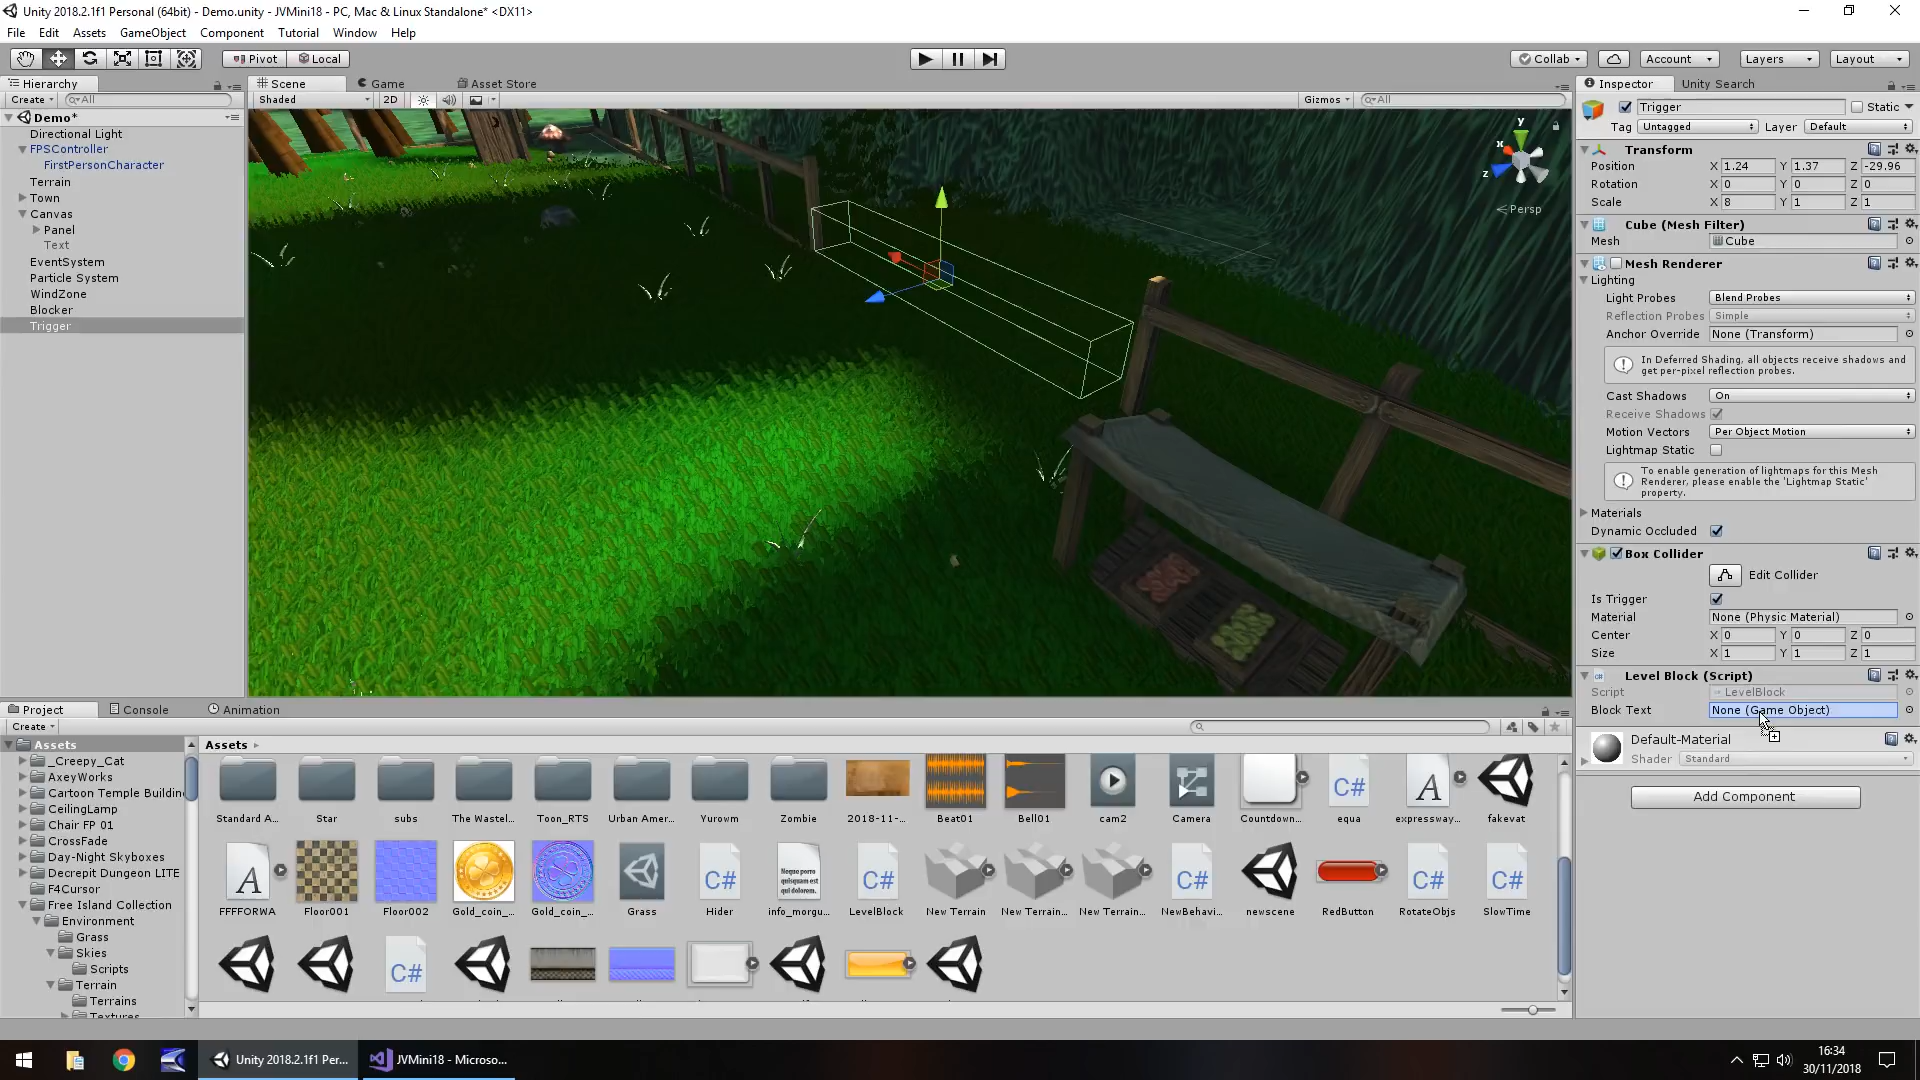 Unity 2018.2.1f1 Personal (64bit) - Demo.unity - JVMini18 - PC, Mac & Linux Standalone* <DX11>
File Edit Assets GameObject Component Tutorial Window Help
Pivot Local Collab Account Layers Layout
Hierarchy Scene Game Asset Store Inspector Unity Search
Create All Shaded 2D Gizmos All
Trigger Static
Demo*
Tag Untagged Layer Default
Directional Light
FPSController
FirstPersonCharacter
Terrain
Town
Canvas
Panel
Text
EventSystem
Particle System
WindZone
Blocker
Trigger
y
x
z
Persp
Transform
Position X 1.24 Y 1.37 Z -29.96
Rotation X 0 Y 0 Z 0
Scale X 8 Y 1 Z 1
Cube (Mesh Filter)
Mesh Cube
Mesh Renderer
Lighting
Light Probes Blend Probes
Reflection Probes Simple
Anchor Override None (Transform)
In Deferred Shading, all objects receive shadows and
get per-pixel reflection probes.
Cast Shadows On
Receive Shadows
Motion Vectors Per Object Motion
Lightmap Static
To enable generation of lightmaps for this Mesh
Renderer, please enable the 'Lightmap Static'
property.
Materials
Dynamic Occluded
Box Collider
Edit Collider
Is Trigger
Material None (Physic Material)
Center X 0 Y 0 Z 0
Size X 1 Y 1 Z 1
Level Block (Script)
Script LevelBlock
Block Text None (Game Object)
Default-Material
Shader Standard
Add Component
Project Console Animation
Create
Assets
_Creepy_Cat
AxeyWorks
Cartoon Temple Building
CeilingLamp
Chair FP 01
CrossFade
Day-Night Skyboxes
Decrepit Dungeon LITE
F4Cursor
Free Island Collection
Environment
Grass
Skies
Scripts
Terrain
Terrains
Textures
Assets
Standard A... Star subs The Wastel... Toon_RTS Urban Amer... Yurowm Zombie 2018-11-... Beat01 Bell01 cam2 Camera Countdown... C# equa A expressway... fakevat
A FFFFORWA Floor001 Floor002 Gold_coin_... Gold_coin_... Grass C# Hider Neque porro quisquam est qui dolorem. info_morgu... C# LevelBlock New Terrain New Terrain... New Terrain... C# NewBehavi... newscene RedButton C# RotateObjs C# SlowTime
C#
Unity 2018.2.1f1 Per... JVMini18 - Microso...
16:34
30/11/2018